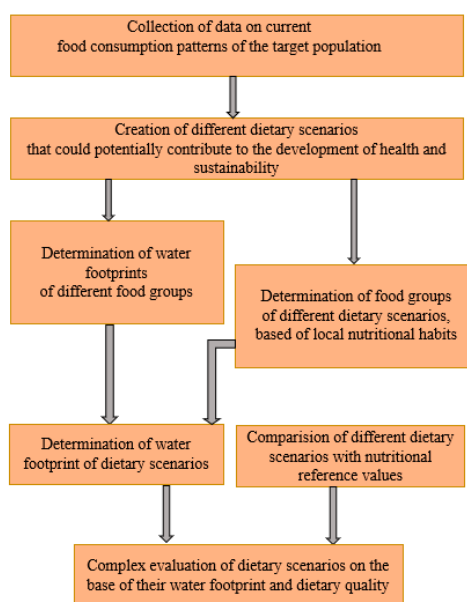 Collection of data on current
food consumption patterns of the target population
Creation of different dietary scenarios
that could potentially contribute to the development of health and
sustainability
Determination of water
footprints
of different food groups
Determination of food groups
of different dietary scenarios,
based of local nutritional habits
Determination of water
footprint of dietary scenarios
Comparision of different dietary
scenarios with nutritional
reference values
Complex evaluation of dietary scenarios on the
base of their water footprint and dietary quality